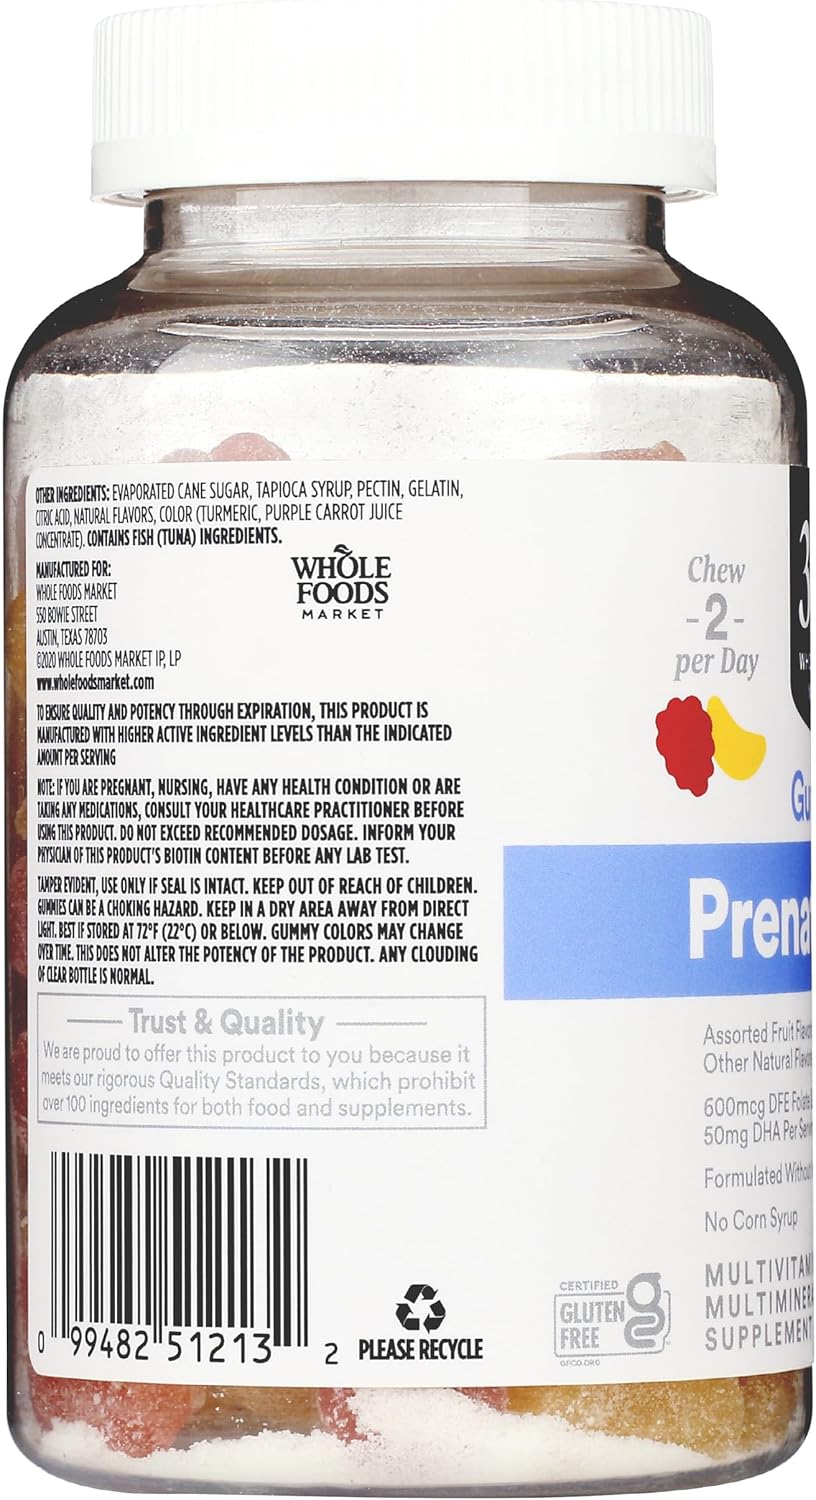 OTHER INGREDIENTS: EVAPORATED CANE SUGAR, TAPIOCA SYRUP, PECTIN, GELATIN,
CITRIC ACID, NATURAL FLAVORS, COLOR (TURMERIC, PURPLE CARROT JUICE
CONCENTRATE). CONTAINS FISH (TUNA) INGREDIENTS.
MANUFACTURED FOR:
WHOLE FOODS MARKET
550 BOWIE STREET
AUSTIN, TEXAS 78703
©2020 WHOLE FOODS MARKET IP, LP
www.wholefoodsmarket.com
WHOLE
FOODS
MARKET
TO ENSURE QUALITY AND POTENCY THROUGH EXPIRATION, THIS PRODUCT IS
MANUFACTURED WITH HIGHER ACTIVE INGREDIENT LEVELS THAN THE INDICATED
AMOUNT PER SERVING
NOTE: IF YOU ARE PREGNANT, NURSING, HAVE ANY HEALTH CONDITION OR ARE
TAKING ANY MEDICATIONS, CONSULT YOUR HEALTHCARE PRACTITIONER BEFORE
USING THIS PRODUCT. DO NOT EXCEED RECOMMENDED DOSAGE. INFORM YOUR
PHYSICIAN OF THIS PRODUCT'S BIOTIN CONTENT BEFORE ANY LAB TEST.
TAMPER EVIDENT, USE ONLY IF SEAL IS INTACT. KEEP OUT OF REACH OF CHILDREN.
GUMMIES CAN BE A CHOKING HAZARD. KEEP IN A DRY AREA AWAY FROM DIRECT
LIGHT. BEST IF STORED AT 72°F (22°C) OR BELOW. GUMMY COLORS MAY CHANGE
OVER TIME. THIS DOES NOT ALTER THE POTENCY OF THE PRODUCT. ANY CLOUDING
OF CLEAR BOTTLE IS NORMAL.
Trust & Quality
We are proud to offer this product to you because it
meets our rigorous Quality Standards, which prohibit
over 100 ingredients for both food and supplements.
0 99482 51213 2
PLEASE RECYCLE
Chew
-2-
per Day
3
WH
Gu
Prena
Assorted Fruit Flavo
Other Natural Flavo
600mcg DFE Folate
50mg DHA Per Serv
Formulated Without
No Corn Syrup
MULTIVITAM
MULTIMINERA
SUPPLEMENT
CERTIFIED
GLUTEN
FREE
GFCO.ORG